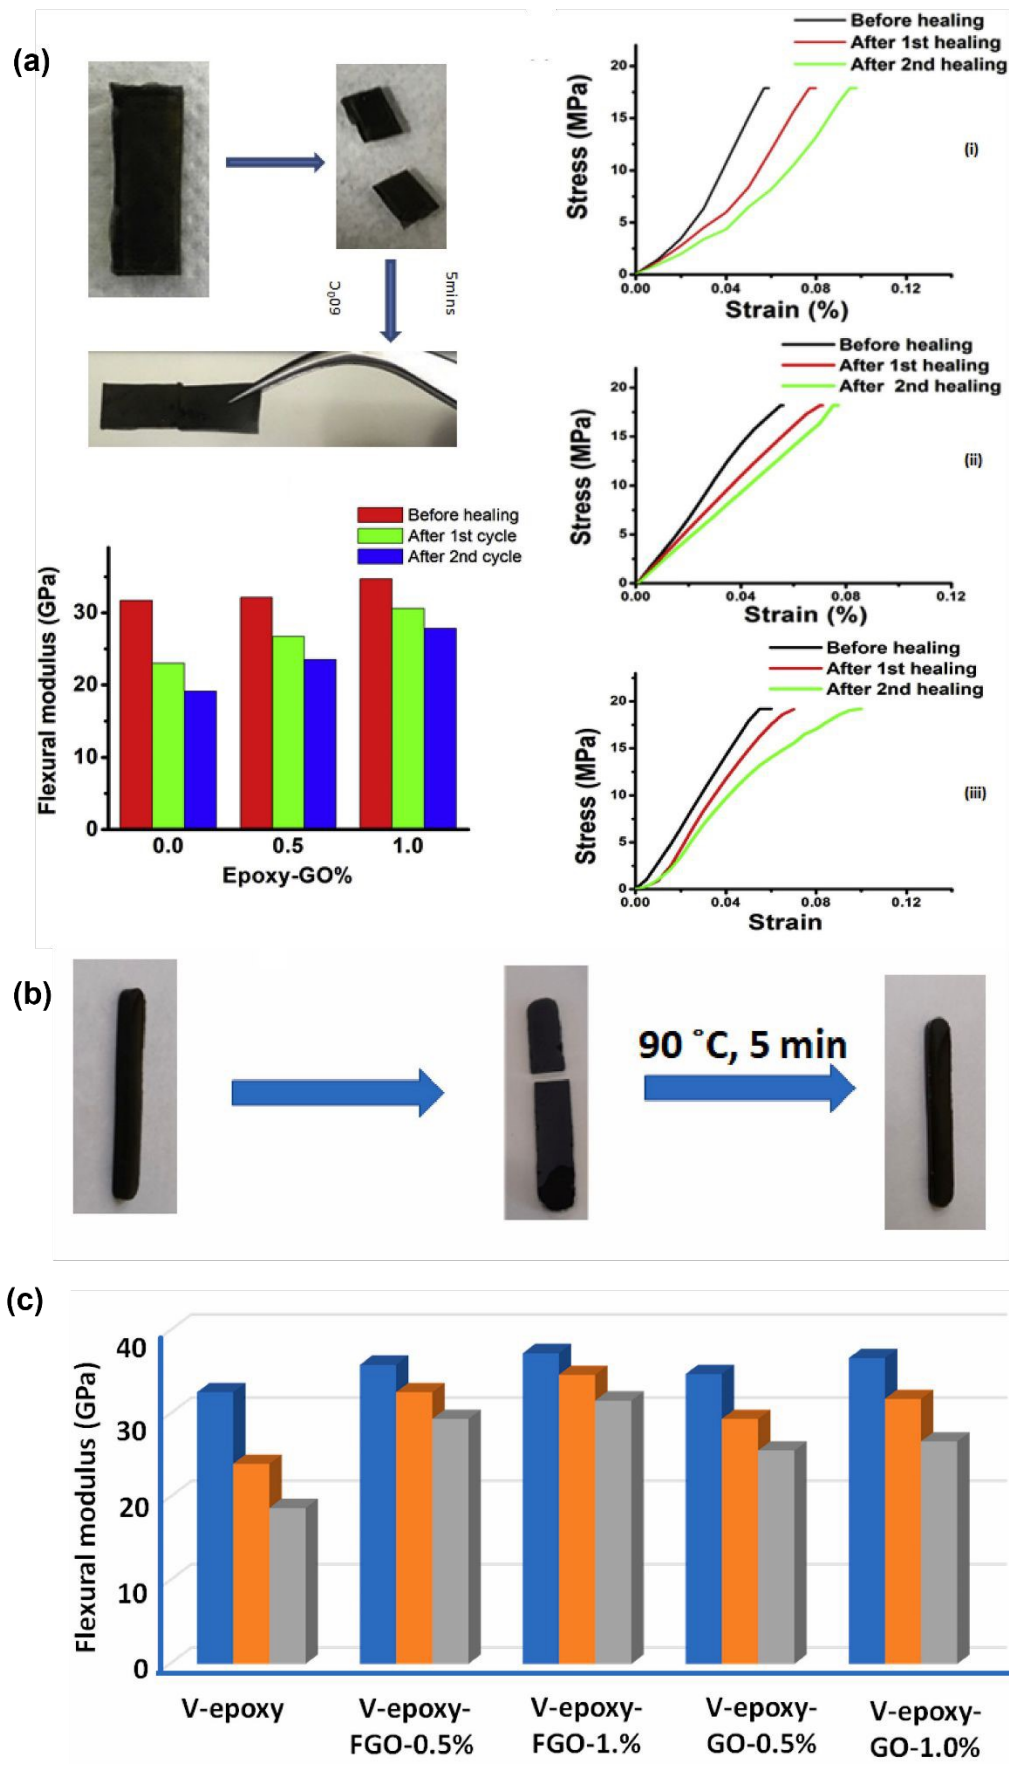 (a)
5mins
60⁰C
Before healing
After 1st cycle
After 2nd cycle
Flexural modulus (GPa)
30
20
10
0
0.0 0.5 1.0
Epoxy-GO%
Before healing
After 1st healing
After 2nd healing
Stress (MPa)
20
15
10
5
0
0.00 0.04 0.08 0.12
Strain (%)
(i)
Before healing
After 1st healing
After 2nd healing
Stress (MPa)
20
15
10
5
0
0.00 0.04 0.08 0.12
Strain (%)
(ii)
Before healing
After 1st healing
After 2nd healing
Stress (MPa)
20
15
10
5
0
0.00 0.04 0.08 0.12
Strain
(iii)
(b)
90 ˚C, 5 min
(c)
Flexural modulus (GPa)
40
30
20
10
0
V-epoxy
V-epoxy-
FGO-0.5%
V-epoxy-
FGO-1.%
V-epoxy-
GO-0.5%
V-epoxy-
GO-1.0%